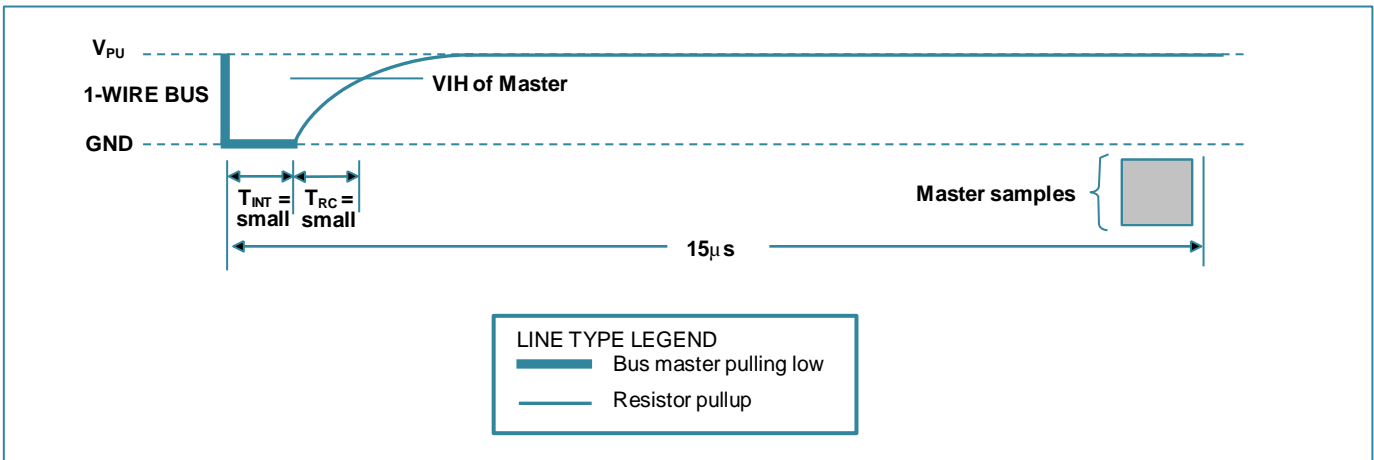 VPU
1-WIRE BUS
VIH of Master
GND
TINT = small
TRC = small
Master samples
15μs
LINE TYPE LEGEND
Bus master pulling low
Resistor pullup